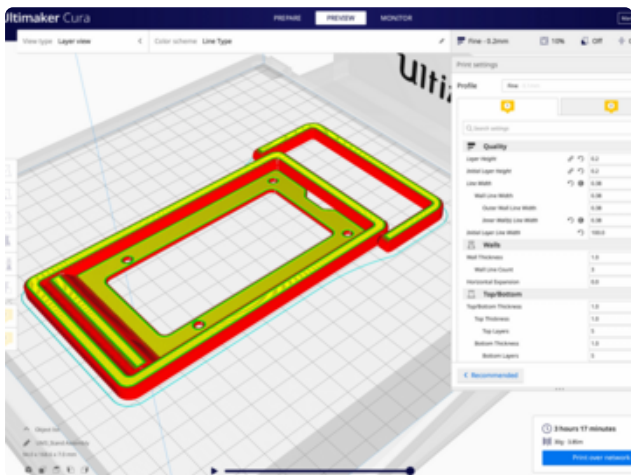 Ultimaker Cura
PREPARE
PREVIEW
MONITOR
View type Layer view
Color scheme Line Type
Fine - 0.2mm
10%
Off
Print settings
Profile
Fine
Search settings
Quality
Layer Height 0.2
Initial Layer Height 0.2
Line Width 0.38
Wall Line Width 0.38
Outer Wall Line Width 0.38
Inner Wall(s) Line Width 0.38
Initial Layer Line Width 100.0
Walls
Wall Thickness 1.0
Wall Line Count 3
Horizontal Expansion 0.0
Top/Bottom
Top/Bottom Thickness 1.0
Top Thickness 1.0
Top Layers 5
Bottom Thickness 1.0
Bottom Layers 5
Recommended
Object list
3 hours 17 minutes
Print over network